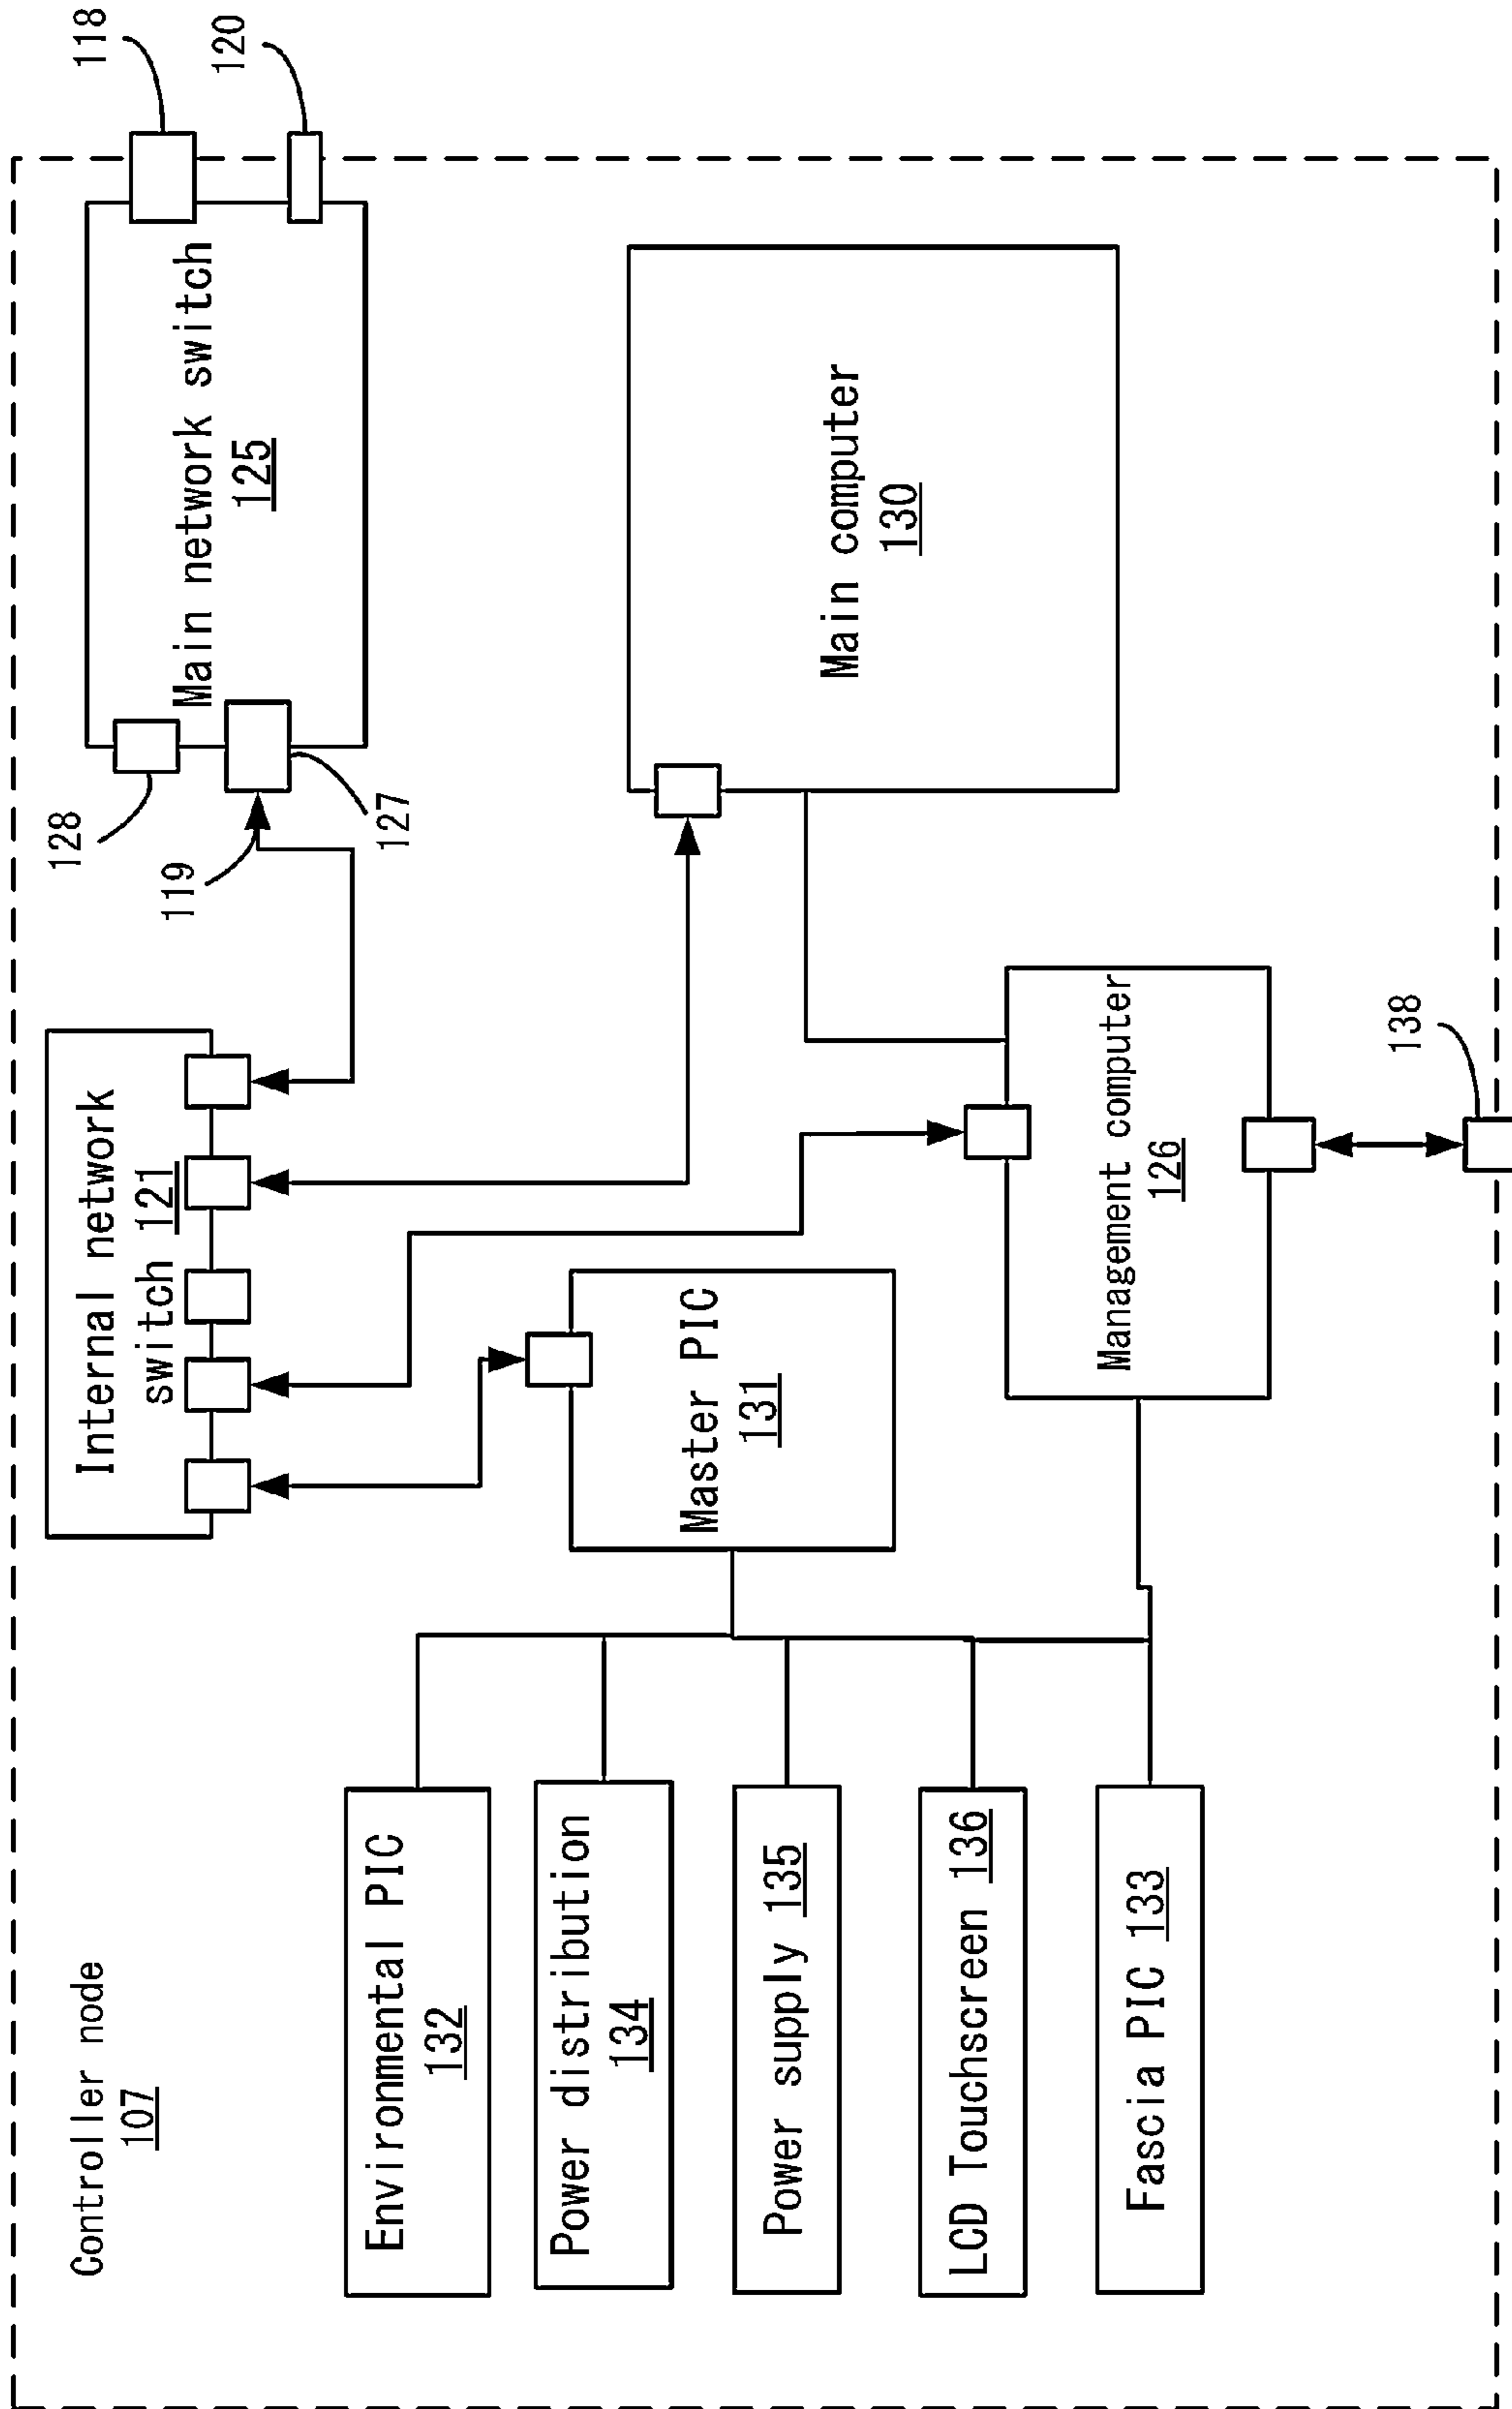 Controller node
107
Environmental PIC
132
Power distribution
134
Power supply 135
LCD Touchscreen 136
Fascia PIC 133
Internal network
switch 121
Master PIC
131
Management computer
126
138
Main network switch
125
128
119
127
118
120
Main computer
130